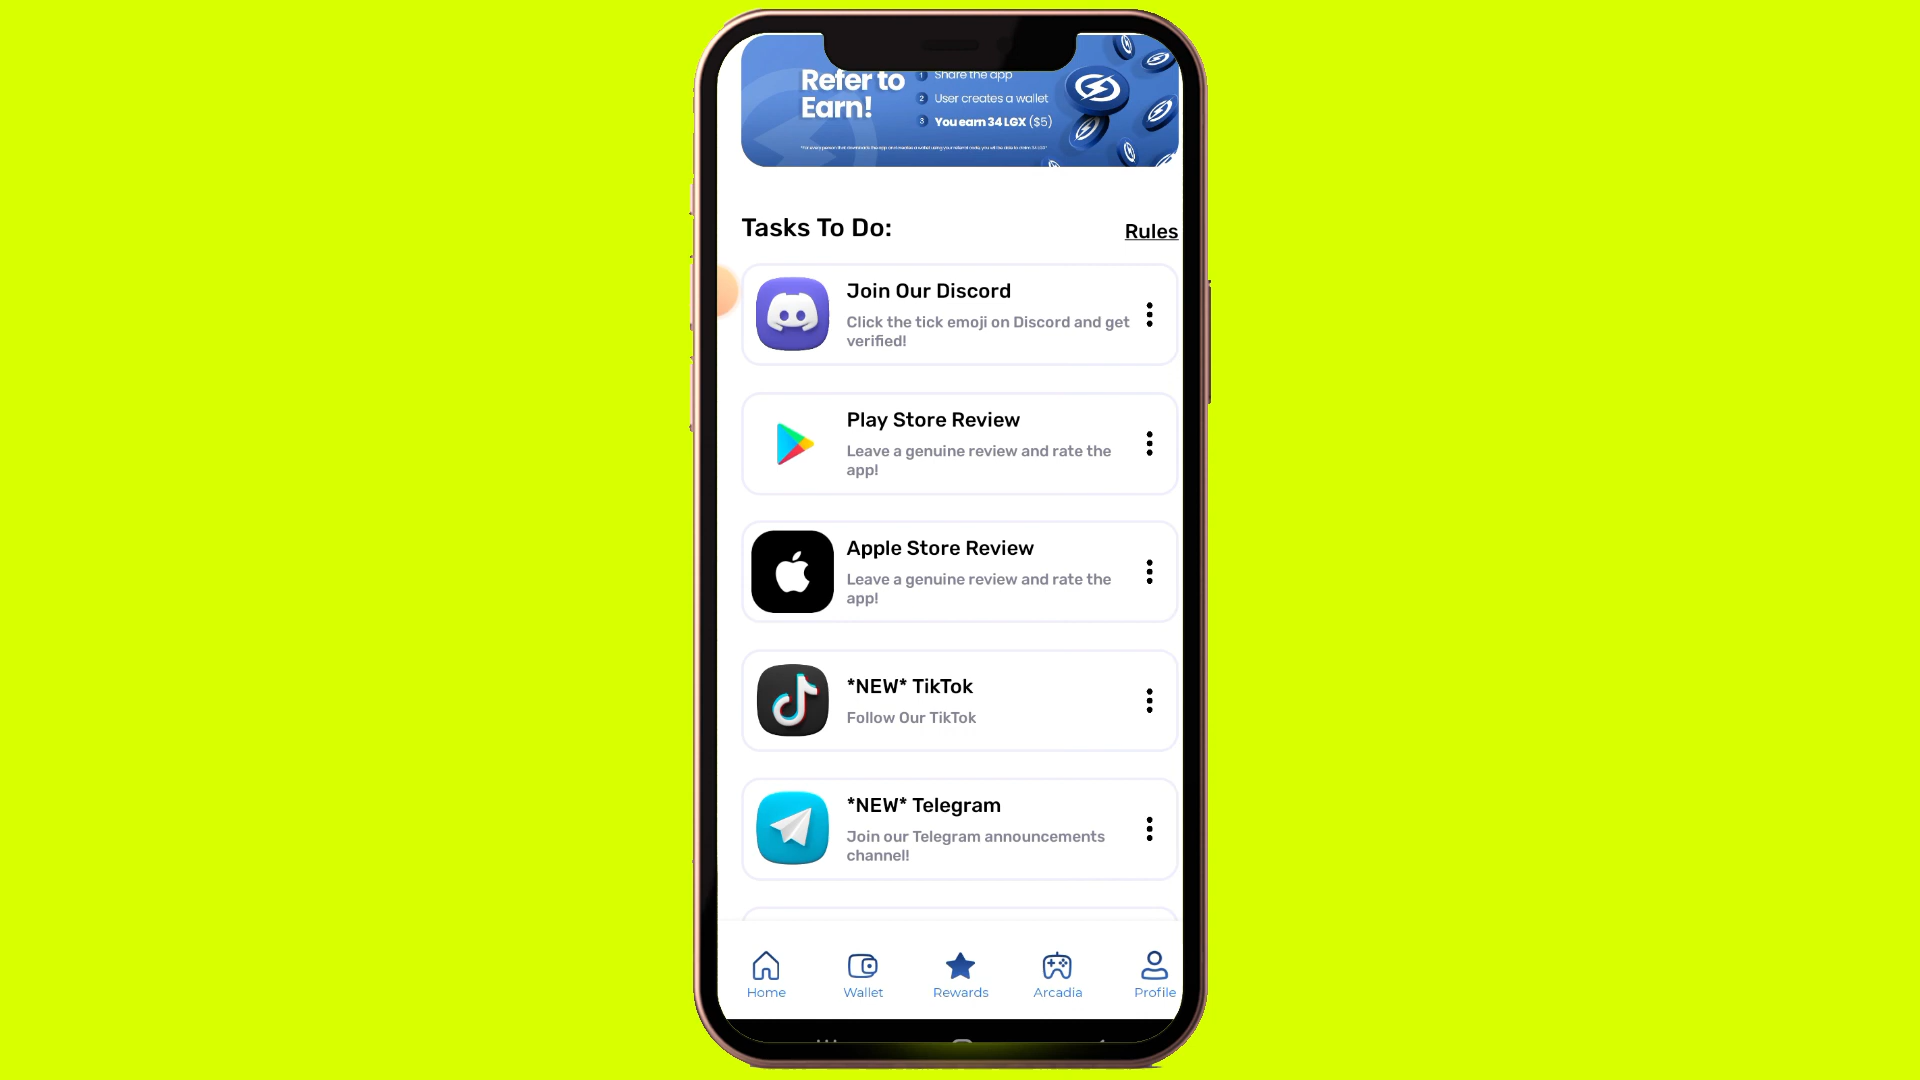 Refer to
Earn!
1 Share the app
2 User creates a wallet
3 You earn 34 LGX ($5)
Tasks To Do:
Rules
Join Our Discord
Click the tick emoji on Discord and get
verified!
Play Store Review
Leave a genuine review and rate the
app!
Apple Store Review
Leave a genuine review and rate the
app!
*NEW* TikTok
Follow Our TikTok
*NEW* Telegram
Join our Telegram announcements
channel!
Home
Wallet
Rewards
Arcadia
Profile